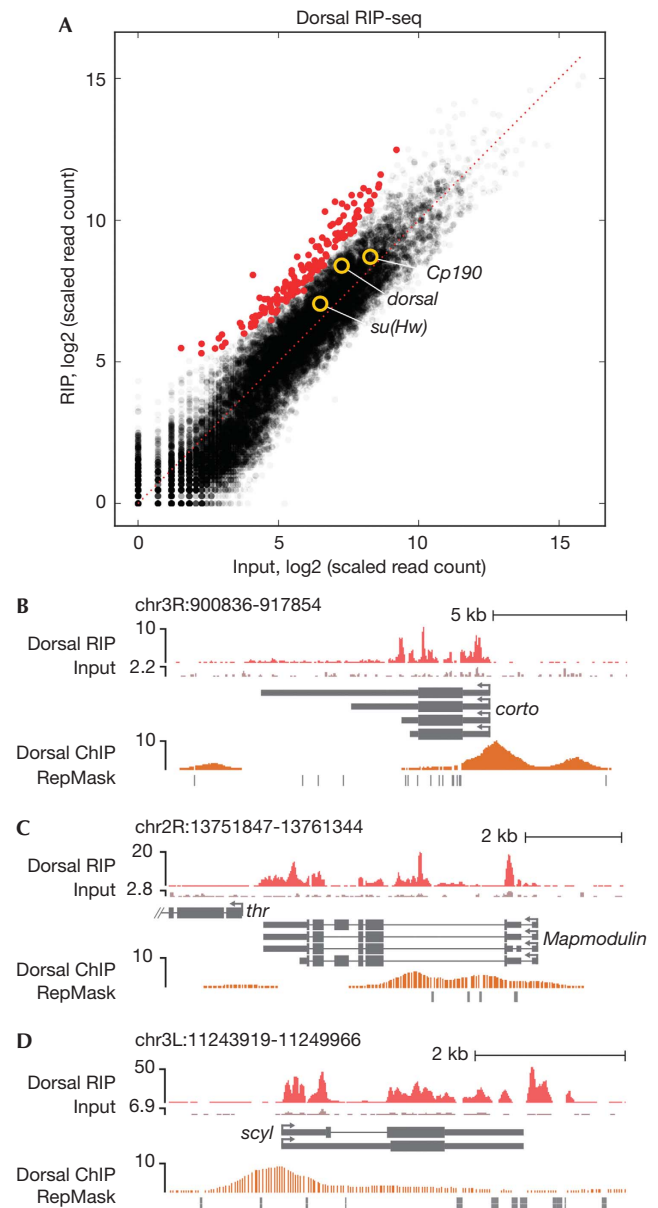 A
Dorsal RIP-seq
RIP, log2 (scaled read count)
15
10
5
0
Cp190
dorsal
su(Hw)
0 5 10 15
Input, log2 (scaled read count)
B
chr3R:900836-917854
5 kb
Dorsal RIP 10
Input 2.2
corto
Dorsal ChIP 10
RepMask
C
chr2R:13751847-13761344
2 kb
Dorsal RIP 20
Input 2.8
thr
Mapmodulin
Dorsal ChIP 10
RepMask
D
chr3L:11243919-11249966
2 kb
Dorsal RIP 50
Input 6.9
scyl
Dorsal ChIP 10
RepMask